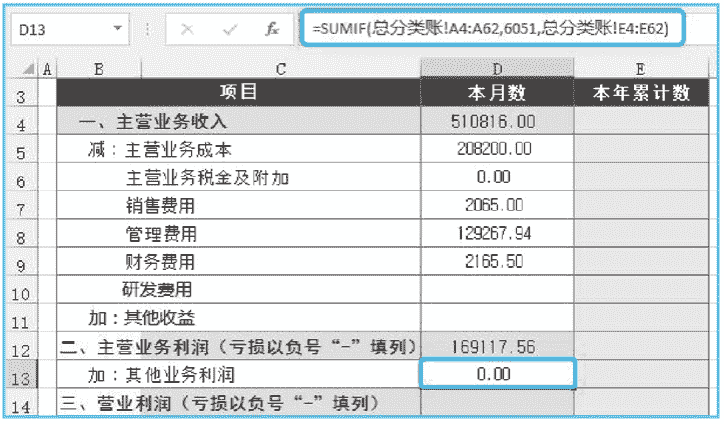 D13 fx =SUMIF(总分类账!A4:A62,6051,总分类账!E4:E62)
A B C D E
3 项目 本月数 本年累计数
4 一、主营业务收入 510816.00
5 减：主营业务成本 208200.00
6 主营业务税金及附加 0.00
7 销售费用 2065.00
8 管理费用 129267.94
9 财务费用 2165.50
10 研发费用
11 加：其他收益
12 二、主营业务利润（亏损以负号“-”填列） 169117.56
13 加：其他业务利润 0.00
14 三、营业利润（亏损以负号“-”填列）